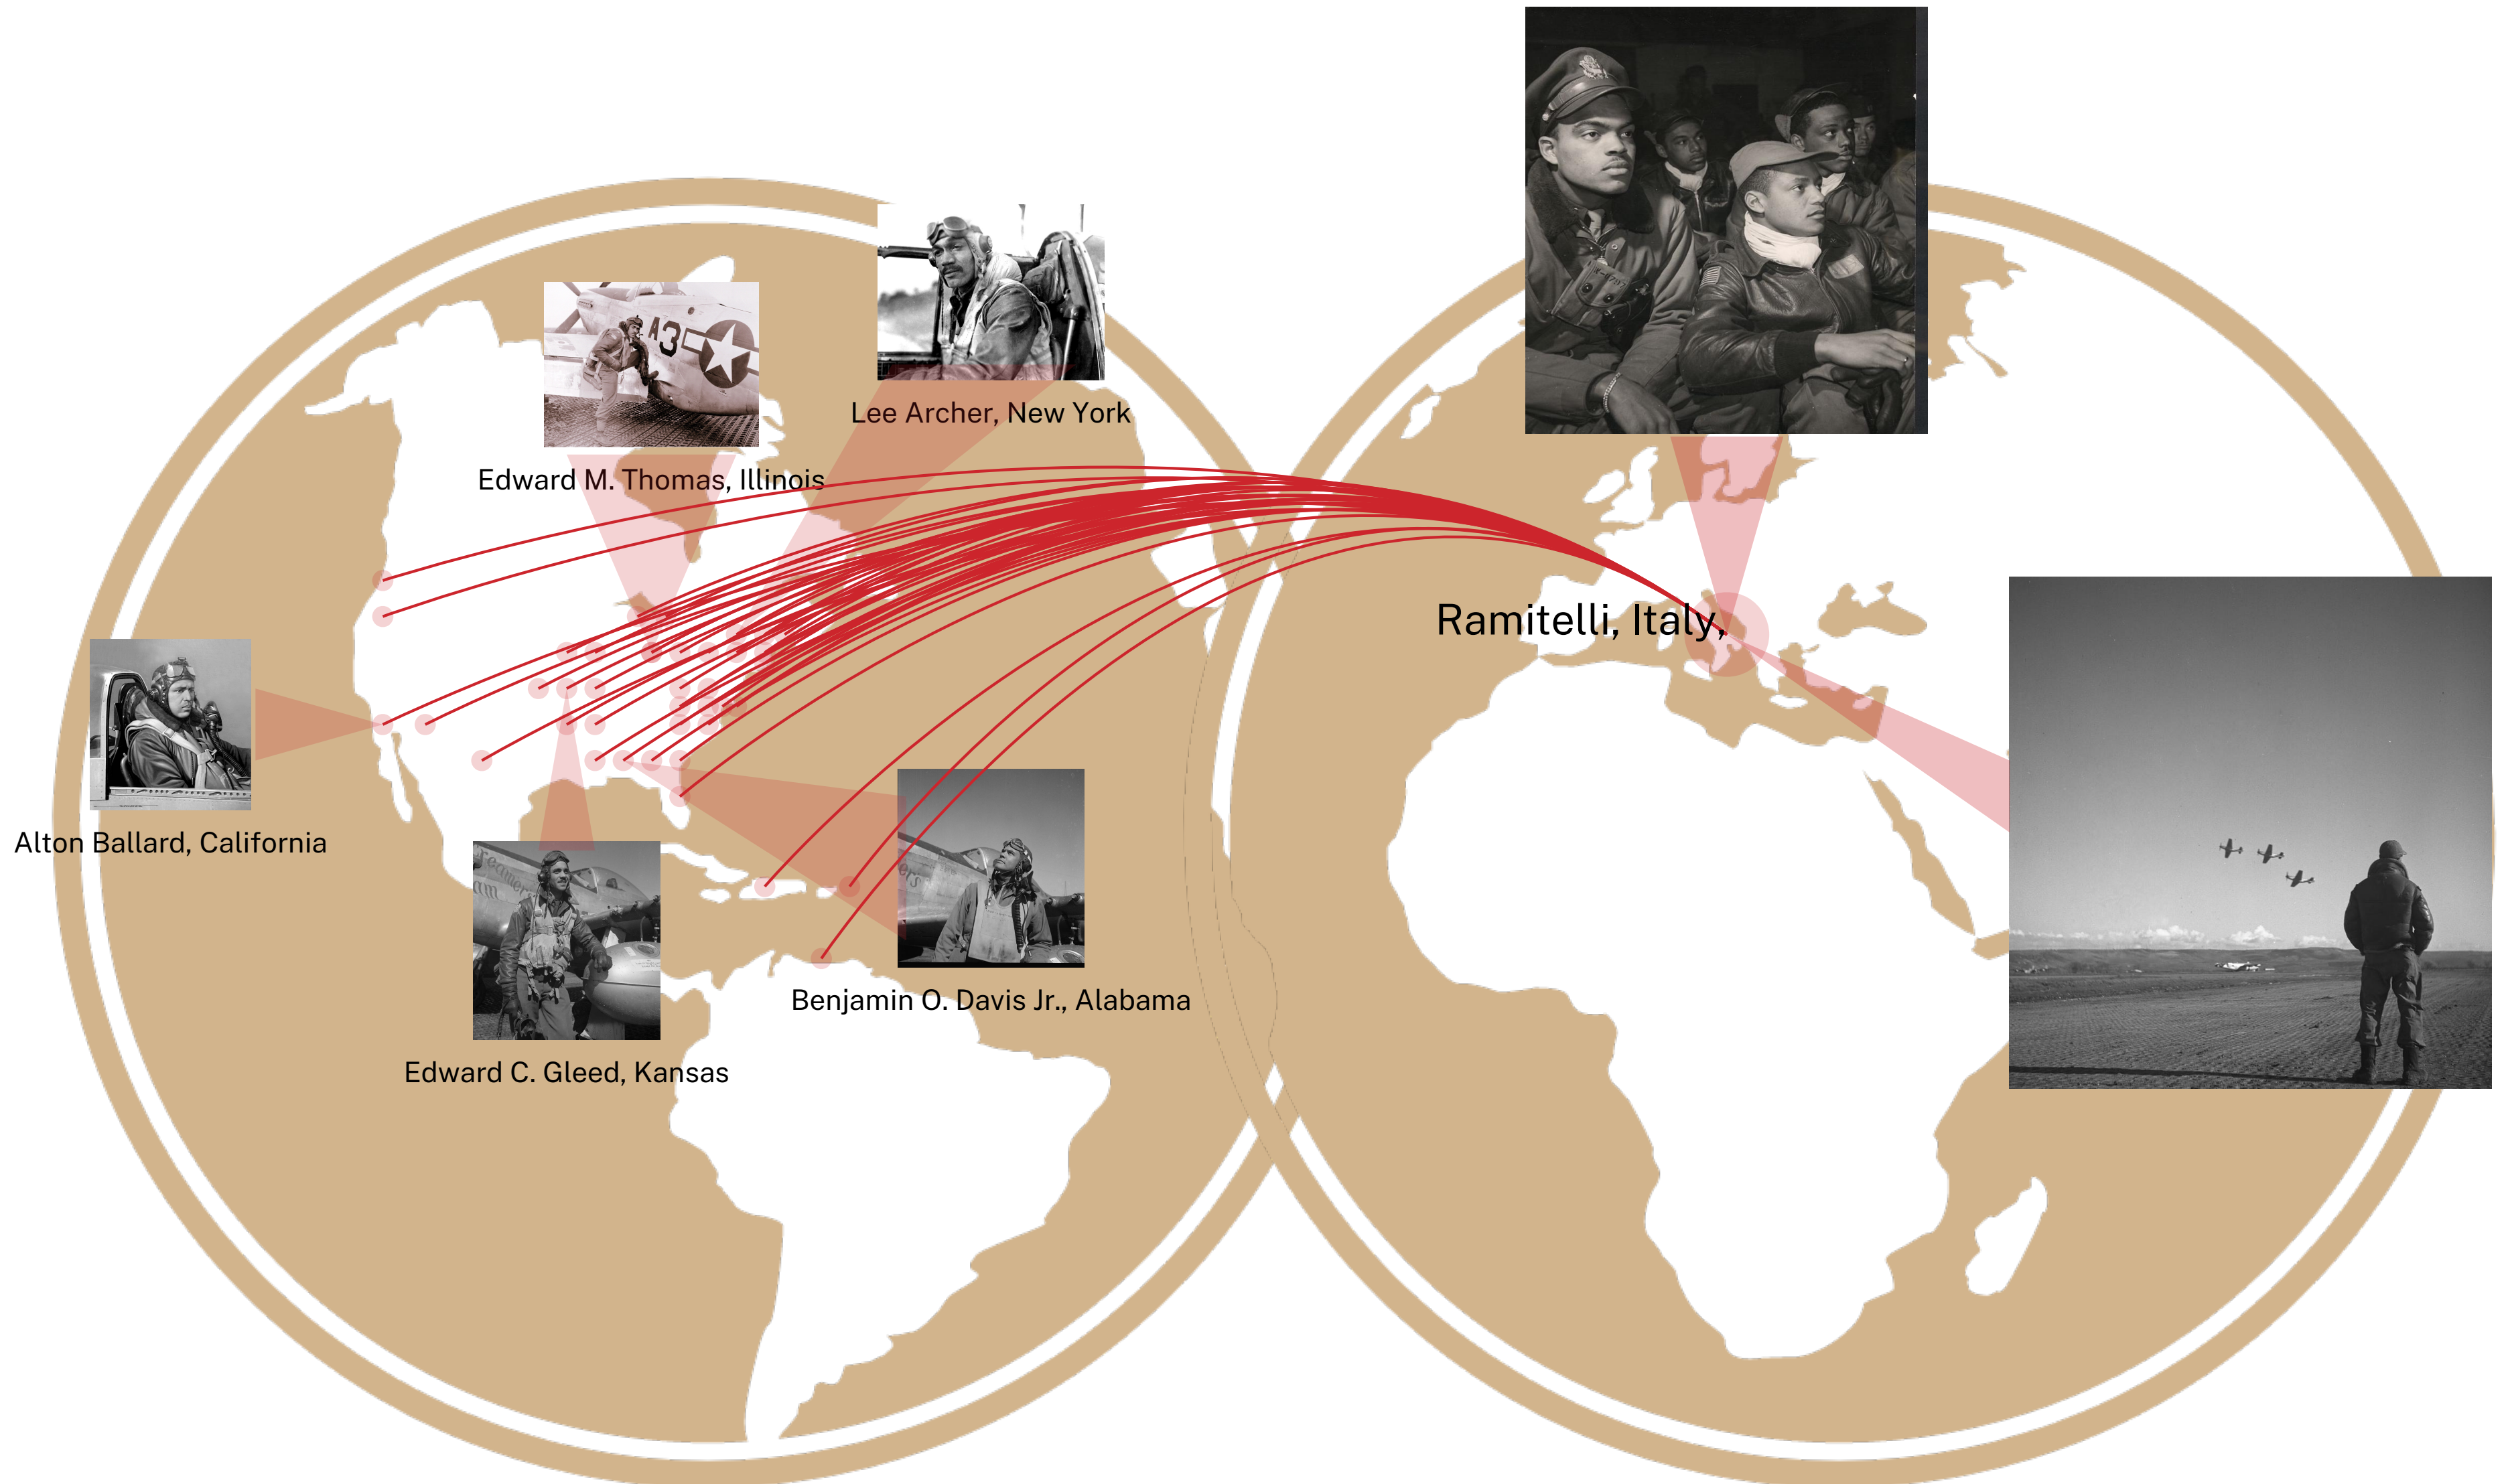 Lee Archer, New York
A3
Edward M. Thomas, Illinois
Ramitelli, Italy,
Alton Ballard, California
Benjamin O. Davis Jr., Alabama
Edward C. Gleed, Kansas